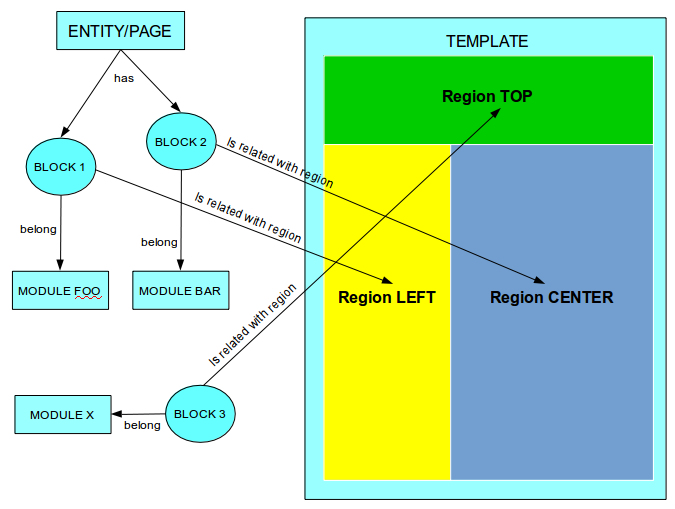 ENTITY/PAGE
TEMPLATE
has
Region TOP
BLOCK 1
BLOCK 2
Is related with region
Is related with region
belong
belong
MODULE FOO
MODULE BAR
Region LEFT
Region CENTER
Is related with region
MODULE X
belong
BLOCK 3